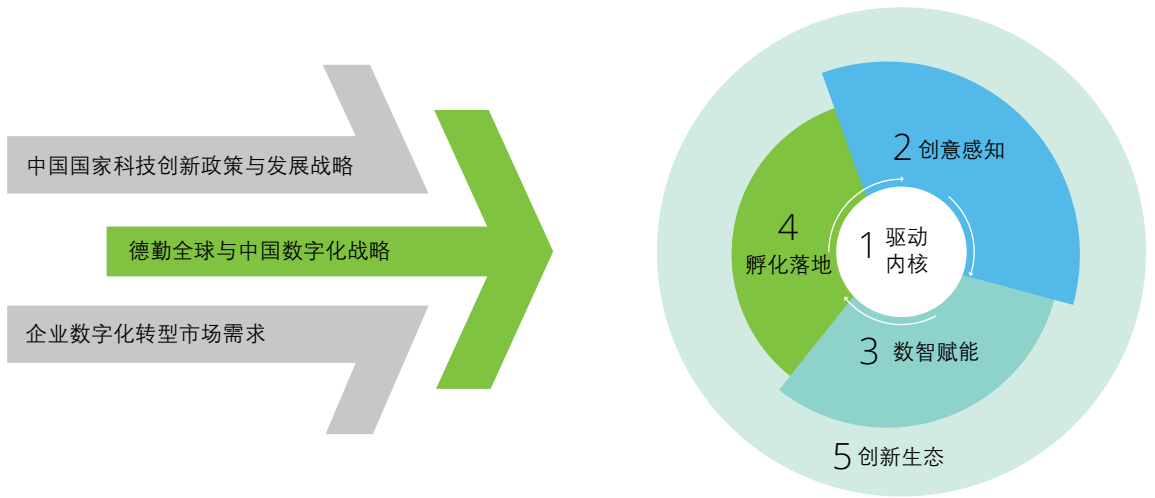 中国国家科技创新政策与发展战略
德勤全球与中国数字化战略
企业数字化转型市场需求
2 创意感知
4
孵化落地
1 驱动
内核
3 数智赋能
5 创新生态